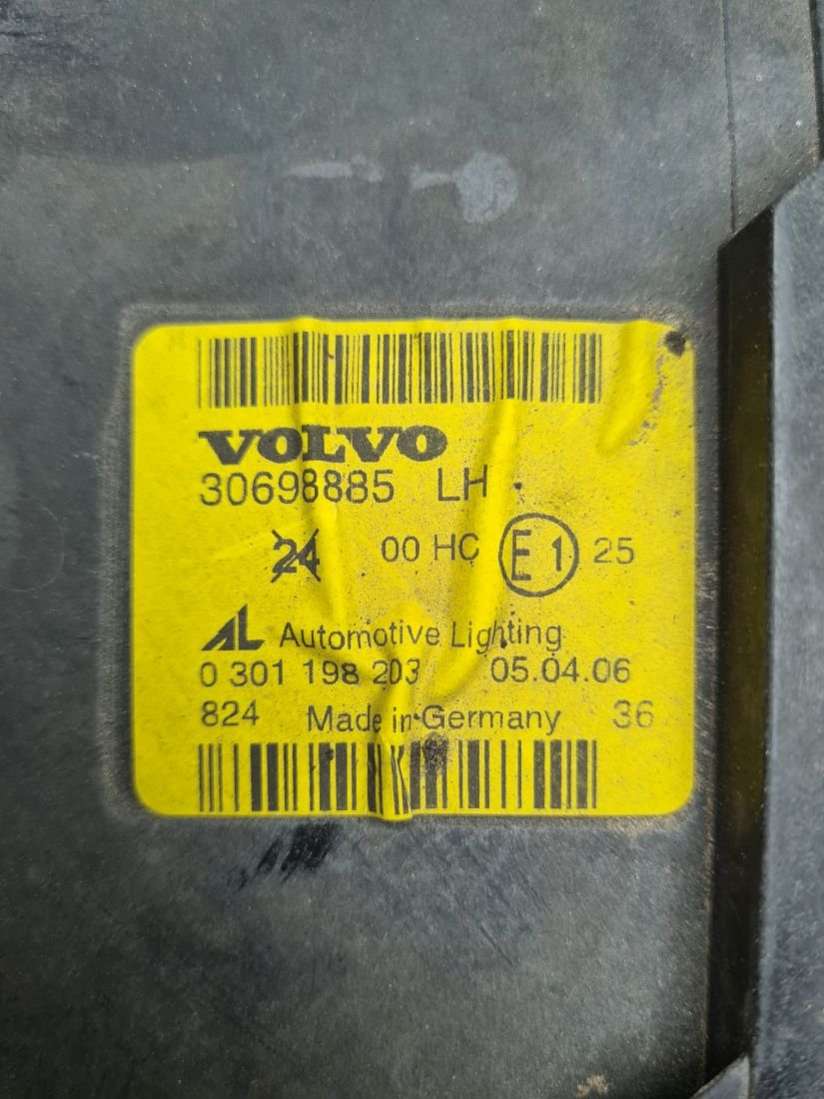 VOLVO
30698885 LH
24 00 HC E1 25
AL Automotive Lighting
0 301 198 203 05.04.06
824 Made in Germany 36